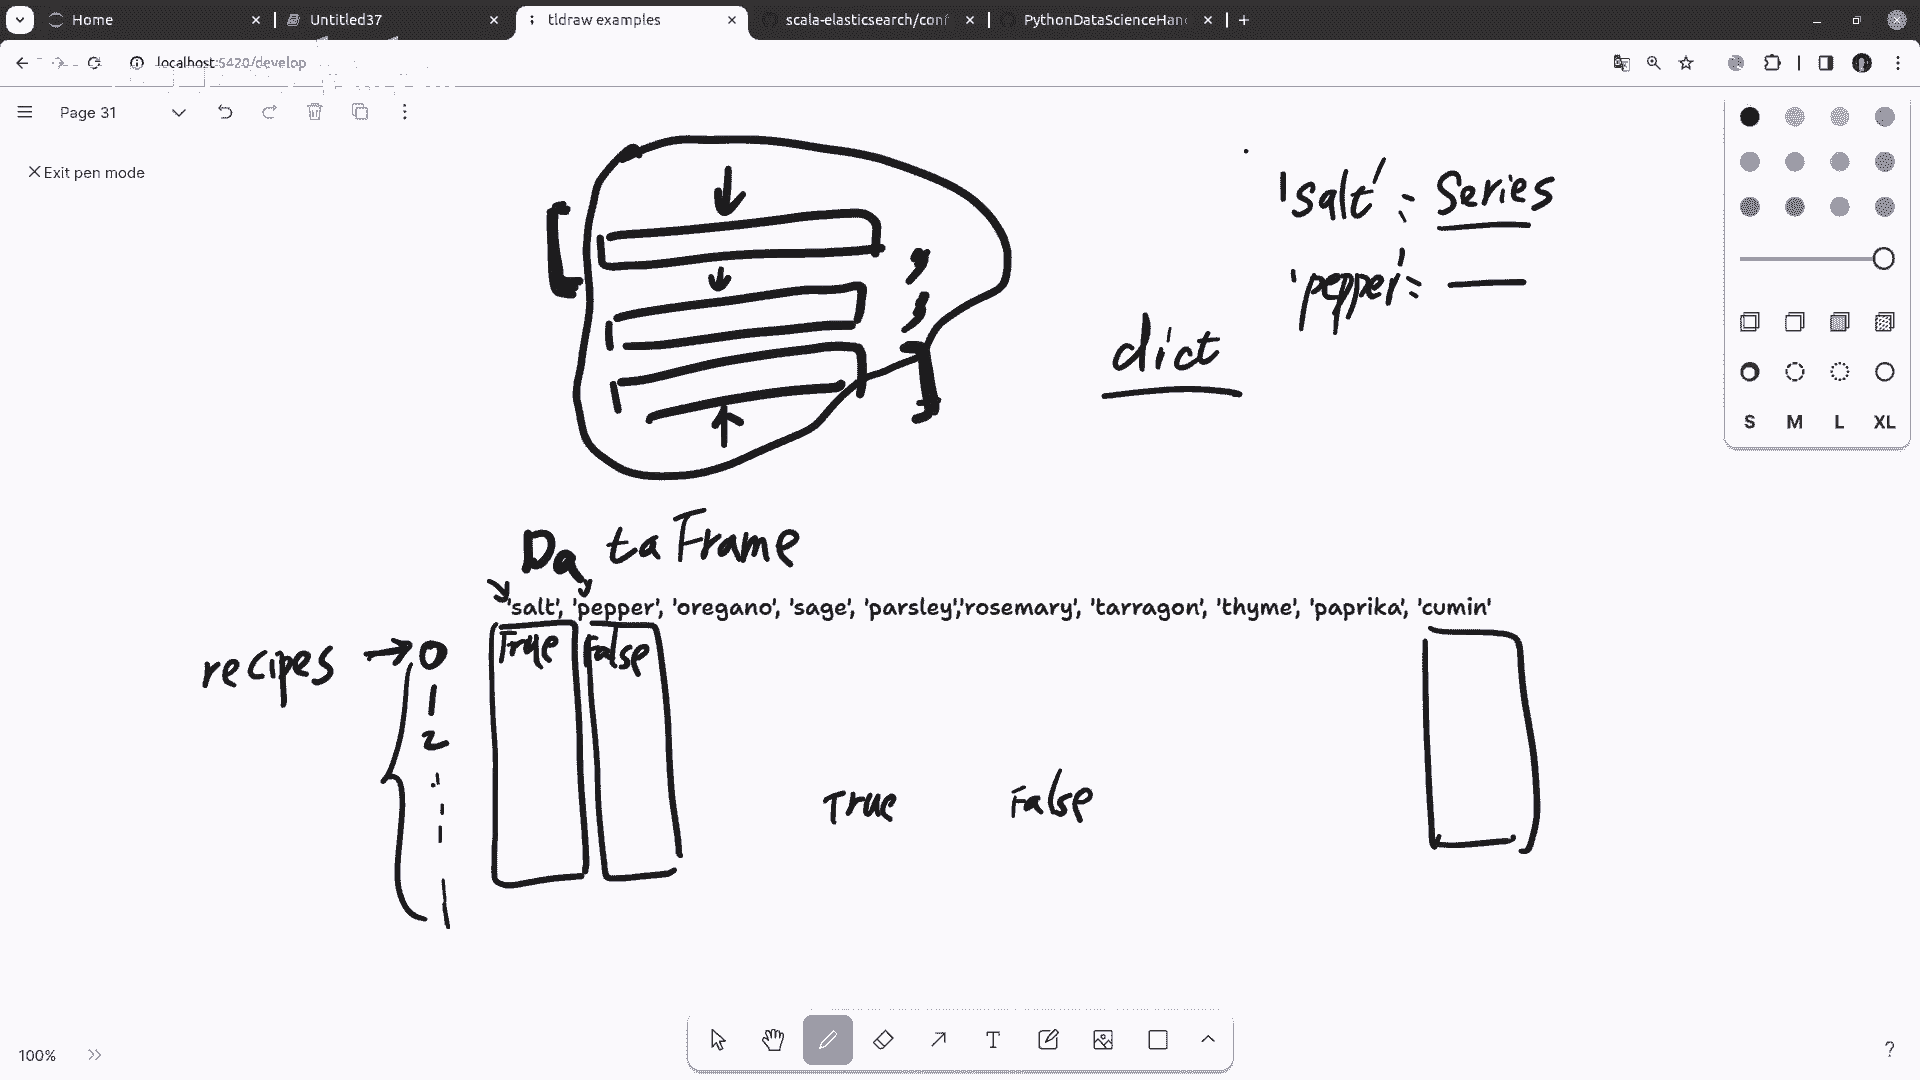 Home
Untitled37
tldraw examples
scala-elasticsearch/conf
PythonDataScienceHan
localhost:5420/develop
Page 31
Exit pen mode
'salt' : Series
'pepper' :
dict
S M L XL
DataFrame
'salt', 'pepper', 'oregano', 'sage', 'parsley','rosemary', 'tarragon', 'thyme', 'paprika', 'cumin'
recipes → 0 True False
1
2
True False
100%
?